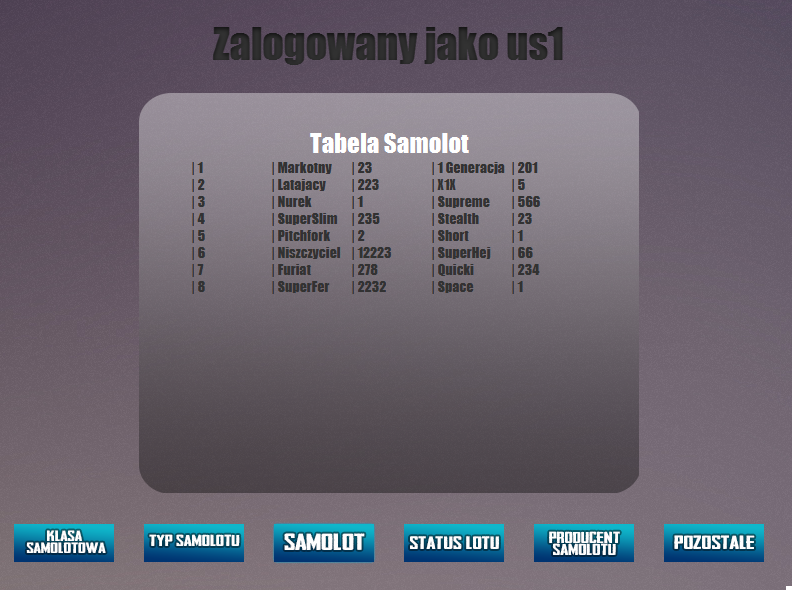 Zalogowany jako us1
Tabela Samolot
| 1 | Markotny | 23 | 1 Generacja | 201
| 2 | Latajacy | 223 | X1X | 5
| 3 | Nurek | 1 | Supreme | 566
| 4 | SuperSlim | 235 | Stealth | 23
| 5 | Pitchfork | 2 | Short | 1
| 6 | Niszczyciel | 12223 | SuperHej | 66
| 7 | Furiat | 278 | Quicki | 234
| 8 | SuperFer | 2232 | Space | 1
KLASA
SAMOLOTOWA
TYP SAMOLOTU
SAMOLOT
STATUS LOTU
PRODUCENT
SAMOLOTU
POZOSTALE